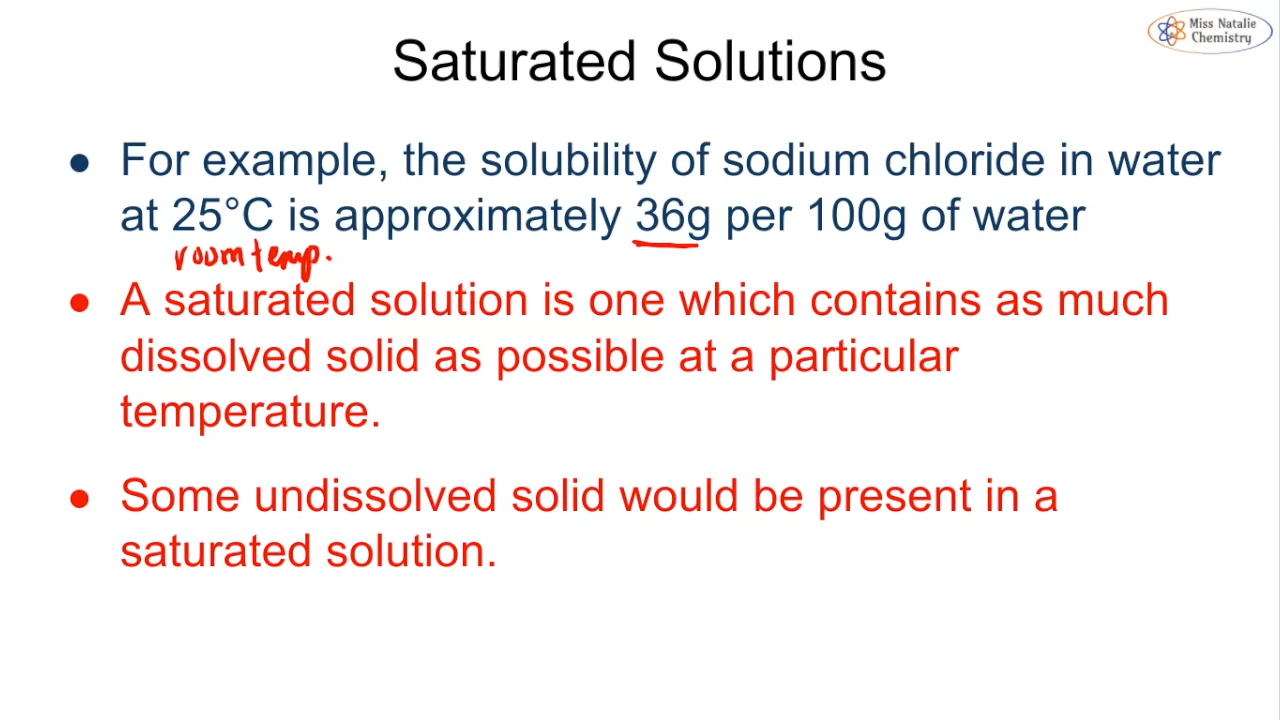 Miss Natalie
Chemistry
Saturated Solutions
● For example, the solubility of sodium chloride in water
at 25°C is approximately 36g per 100g of water
room temp.
● A saturated solution is one which contains as much
dissolved solid as possible at a particular
temperature.
● Some undissolved solid would be present in a
saturated solution.